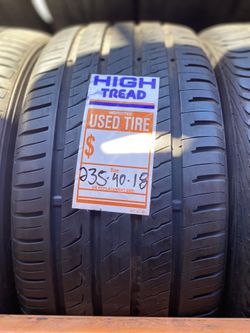 HIGH
TREAD
USED TIRE
$
235-40-18